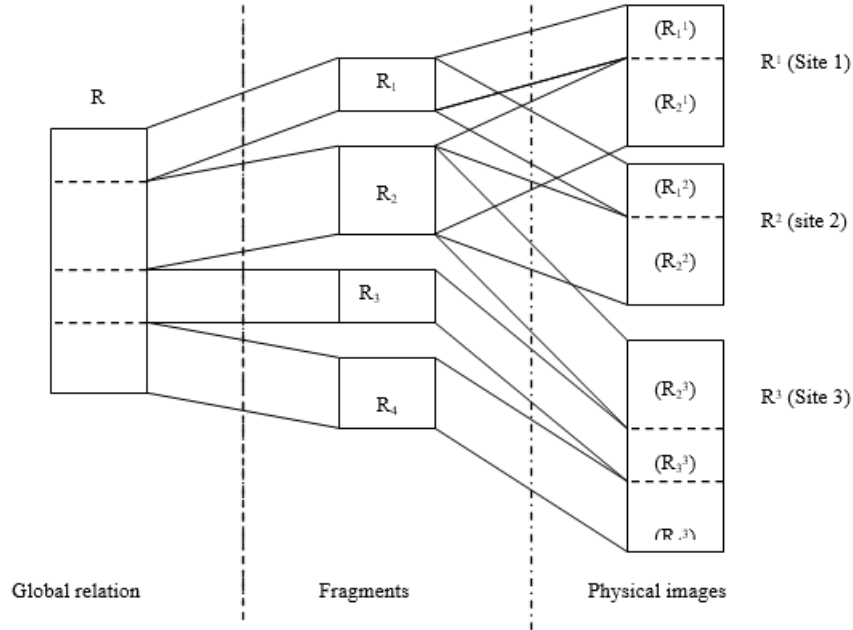 R
R₁
R₂
R₃
R₄
(R₁¹)
(R₂¹)
R¹ (Site 1)
(R₁²)
(R₂²)
R² (site 2)
(R₂³)
(R₃³)
R³ (Site 3)
Global relation
Fragments
Physical images